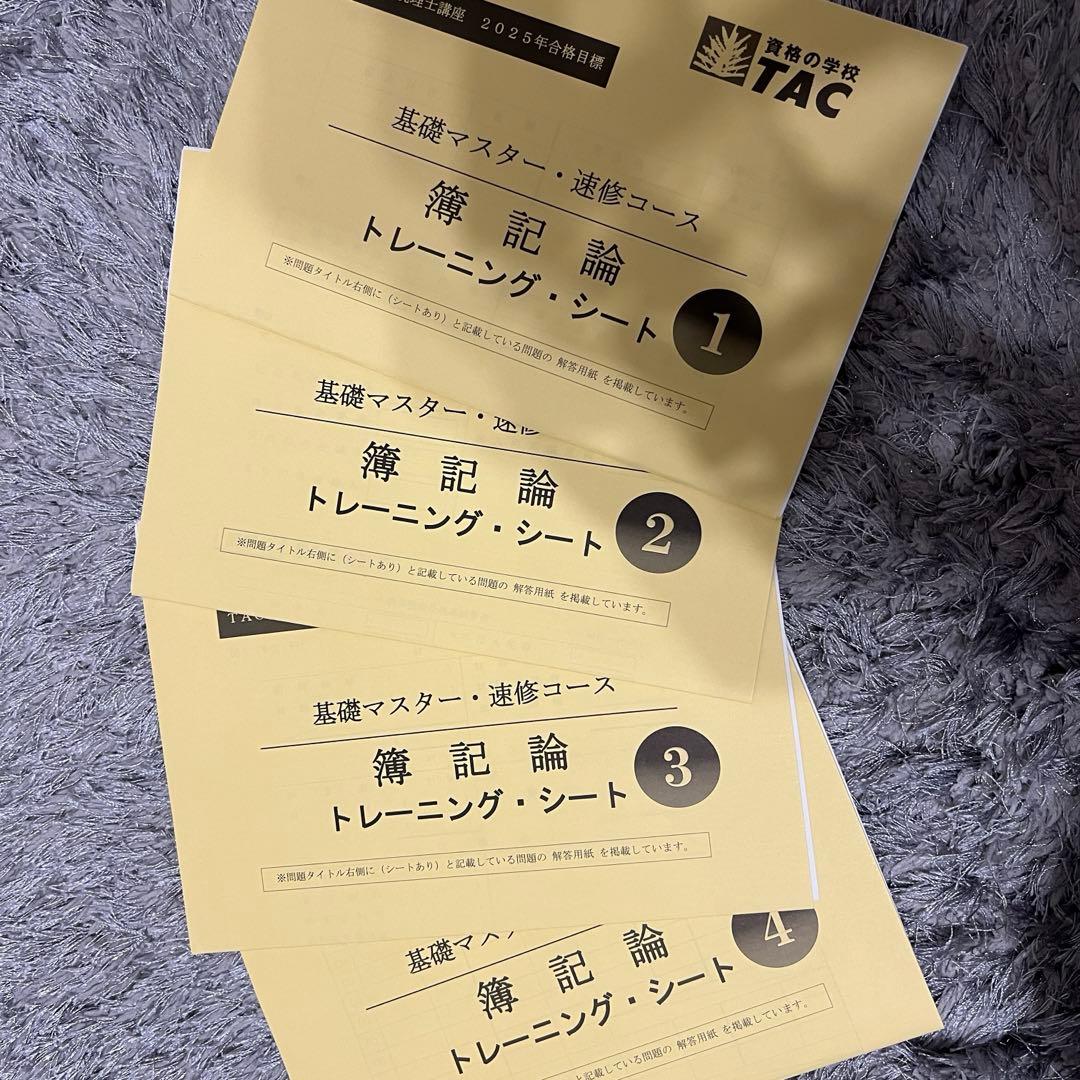 理士講座 2025年合格目標
資格の学校
TAC
基礎マスター・速修コース
簿記論
トレーニング・シート
1
※問題タイトル右側に（シートあり）と記載している問題の 解答用紙 を掲載しています。
基礎マスター・速修
簿記論
トレーニング・シート
2
※問題タイトル右側に（シートあり）と記載している問題の 解答用紙 を掲載しています。
TAC
基礎マスター・速修コース
簿記論
トレーニング・シート
3
※問題タイトル右側に（シートあり）と記載している問題の 解答用紙 を掲載しています。
基礎マス
簿記論
トレーニング・シート
4
と記載している問題の 解答用紙 を掲載しています。